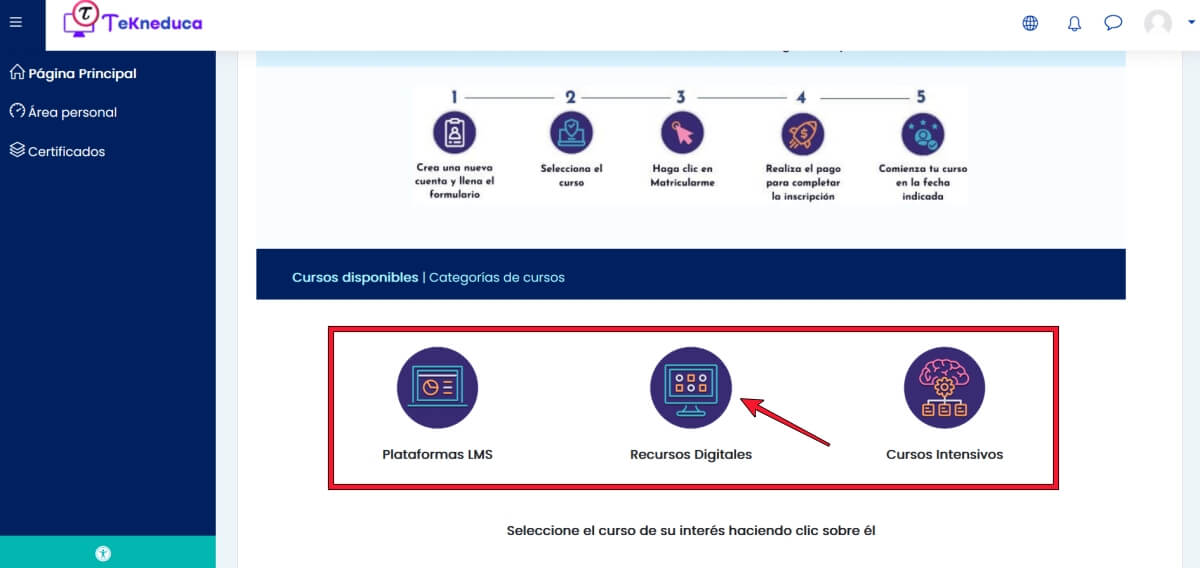 TeKneduca
Página Principal
Área personal
Certificados
1 2 3 4 5
Crea una nueva
cuenta y llena el
formulario
Selecciona el
curso
Haga clic en
Matricularme
Realiza el pago
para completar
la inscripción
Comienza tu curso
en la fecha
indicada
Cursos disponibles | Categorías de cursos
Plataformas LMS
Recursos Digitales
Cursos Intensivos
Seleccione el curso de su interés haciendo clic sobre él